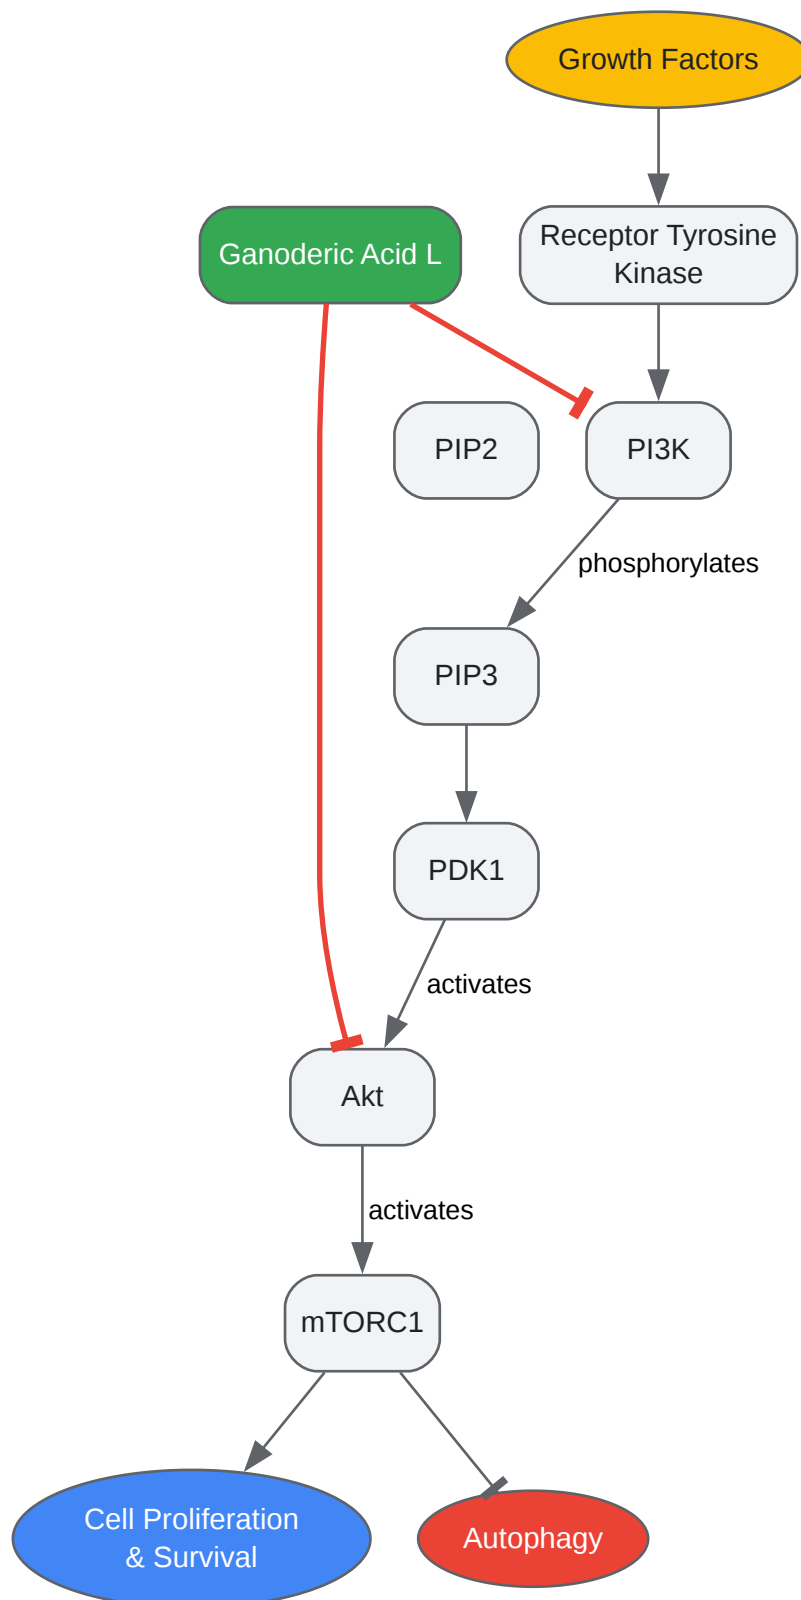 Growth Factors
Ganoderic Acid L
Receptor Tyrosine
Kinase
PIP2
PI3K
phosphorylates
PIP3
PDK1
activates
Akt
activates
mTORC1
Cell Proliferation
& Survival
Autophagy